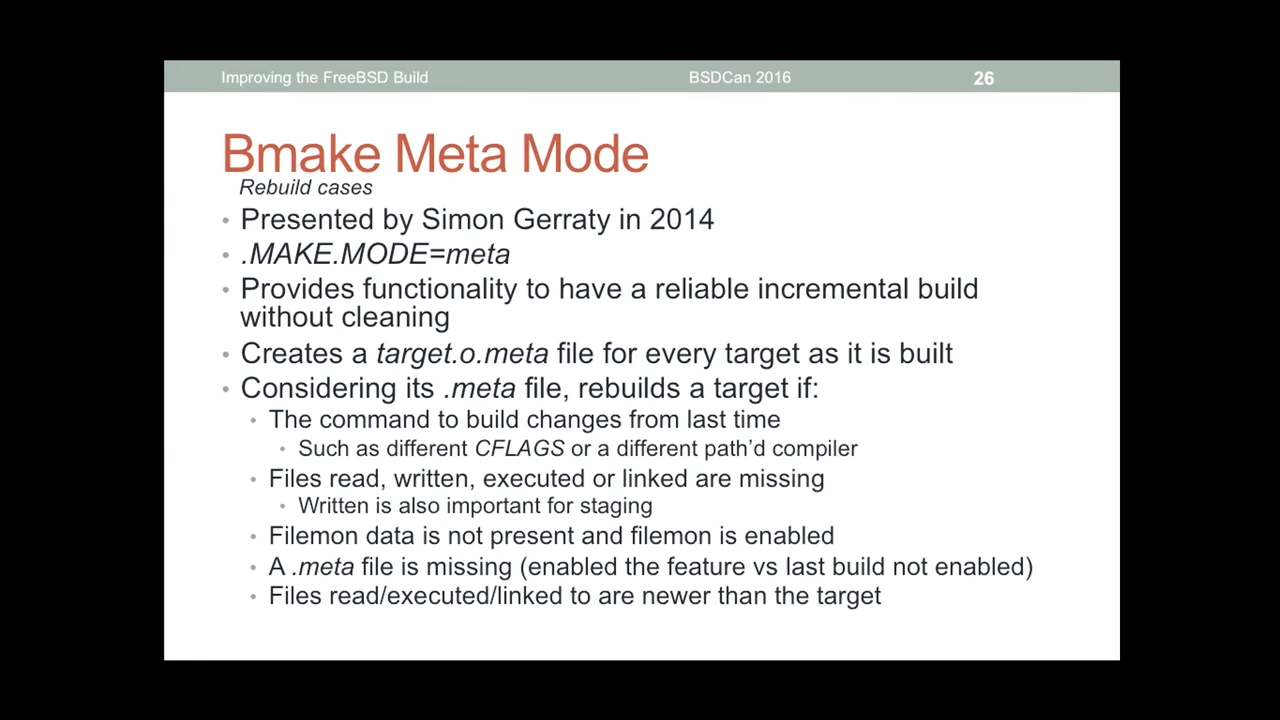 Improving the FreeBSD Build BSDCan 2016 26
Bmake Meta Mode
Rebuild cases
• Presented by Simon Gerraty in 2014
• .MAKE.MODE=meta
• Provides functionality to have a reliable incremental build
without cleaning
• Creates a target.o.meta file for every target as it is built
• Considering its .meta file, rebuilds a target if:
• The command to build changes from last time
• Such as different CFLAGS or a different path’d compiler
• Files read, written, executed or linked are missing
• Written is also important for staging
• Filemon data is not present and filemon is enabled
• A .meta file is missing (enabled the feature vs last build not enabled)
• Files read/executed/linked to are newer than the target